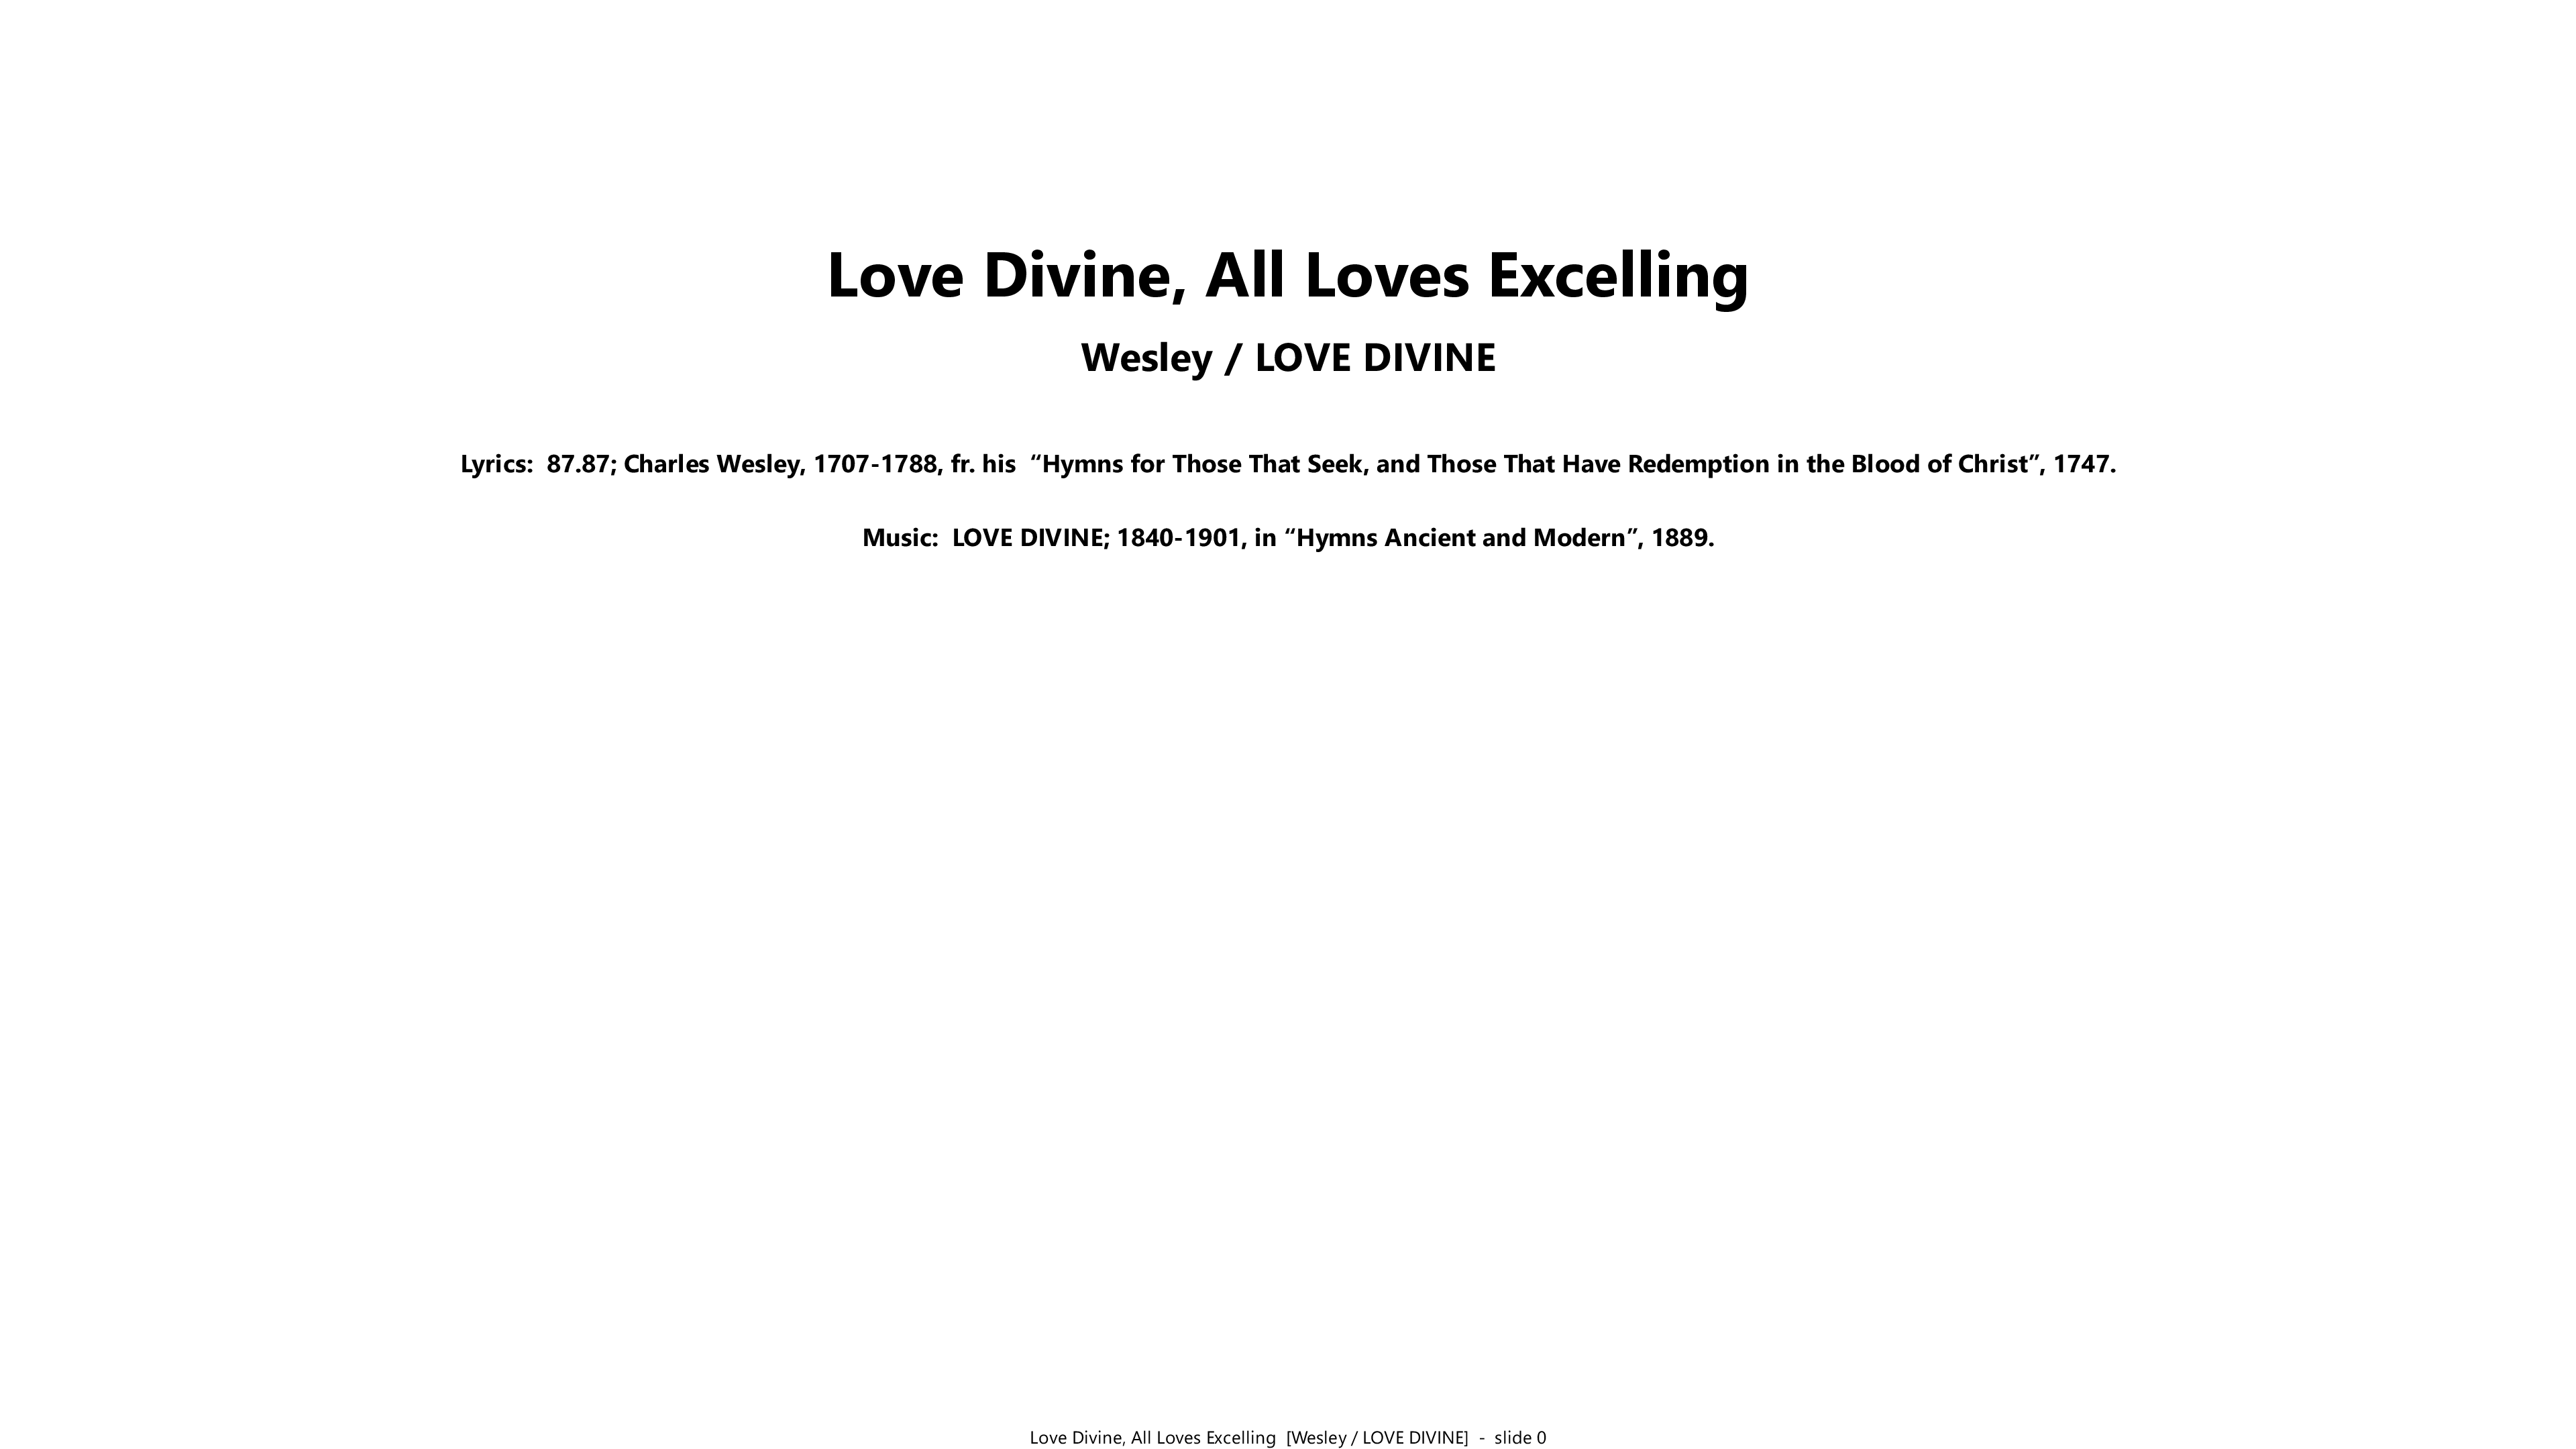 Love Divine, All Loves Excelling
Wesley / LOVE DIVINE
Lyrics:  87.87; Charles Wesley, 1707-1788, fr. his  “Hymns for Those That Seek, and Those That Have Redemption in the Blood of Christ”, 1747.
Music:  LOVE DIVINE; 1840-1901, in “Hymns Ancient and Modern”, 1889.
Love Divine, All Loves Excelling  [Wesley / LOVE DIVINE]  -  slide 0